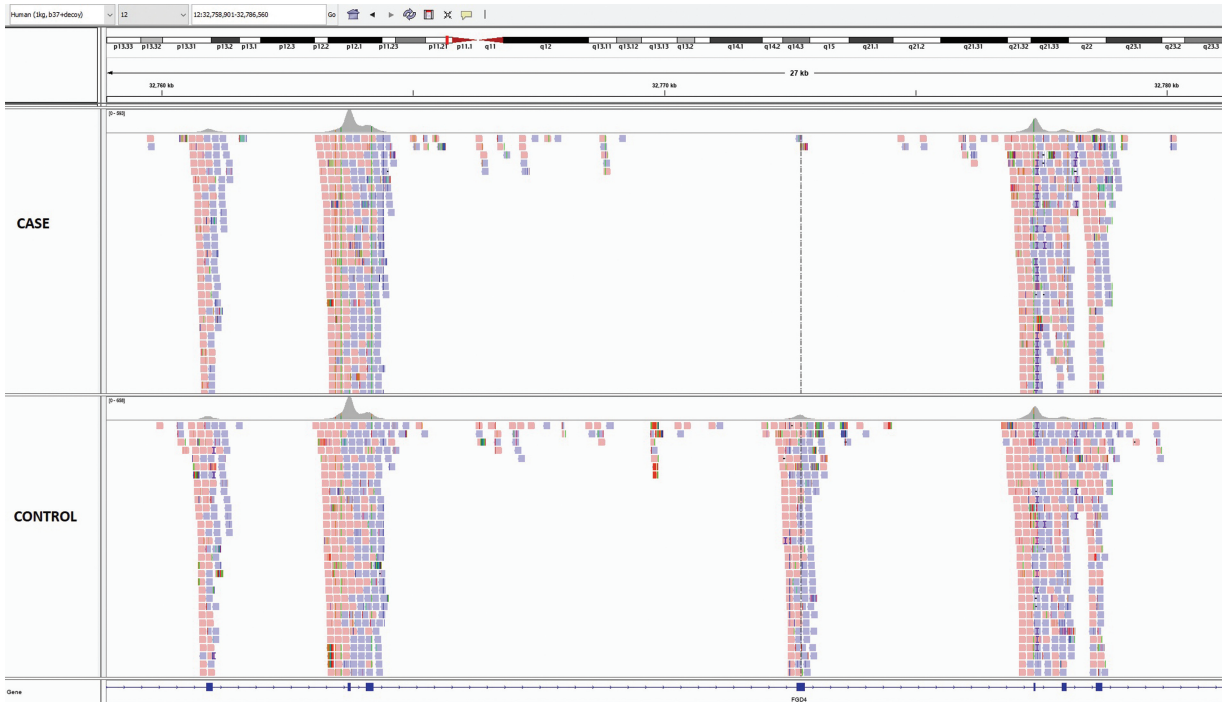 Human (1kg, b37+decoy) 12 12:32,758,901-32,786,560 Go
p13.33 p13.32 p13.31 p13.2 p13.1 p12.3 p12.2 p12.1 p11.23 p11.21 p11.1 q11 q12 q13.11 q13.12 q13.13 q13.2 q14.1 q14.2 q14.3 q15 q21.1 q21.2 q21.31 q21.32 q21.33 q22 q23.1 q23.2 q23.3
27 kb
32,760 kb 32,770 kb 32,780 kb
CASE
CONTROL
Gene
FGD4